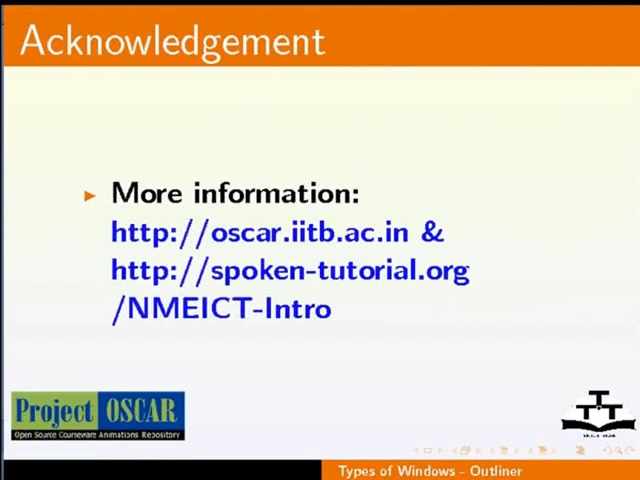 Acknowledgement
More information:
http://oscar.iitb.ac.in &
http://spoken-tutorial.org
/NMEICT-Intro
Project OSCAR
Open Source Courseware Animations Repository
TTT
Types of Windows - Outliner